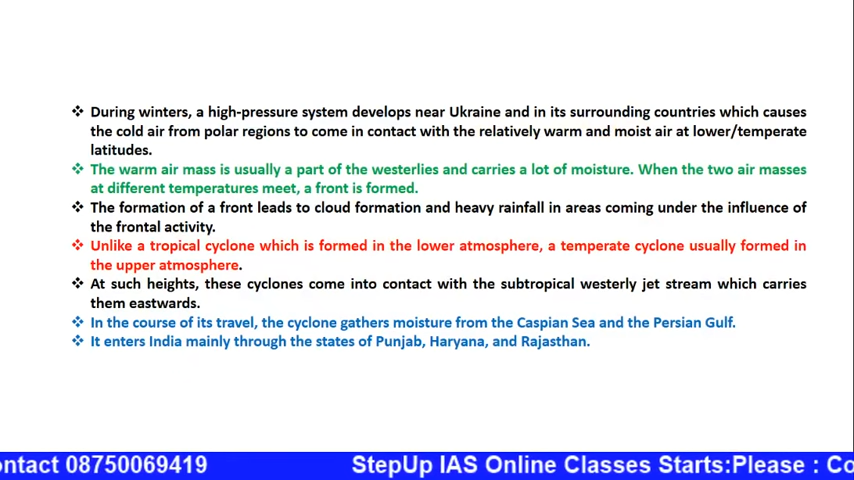 ❖ During winters, a high-pressure system develops near Ukraine and in its surrounding countries which causes
the cold air from polar regions to come in contact with the relatively warm and moist air at lower/temperate
latitudes.
❖ The warm air mass is usually a part of the westerlies and carries a lot of moisture. When the two air masses
at different temperatures meet, a front is formed.
❖ The formation of a front leads to cloud formation and heavy rainfall in areas coming under the influence of
the frontal activity.
❖ Unlike a tropical cyclone which is formed in the lower atmosphere, a temperate cyclone usually formed in
the upper atmosphere.
❖ At such heights, these cyclones come into contact with the subtropical westerly jet stream which carries
them eastwards.
❖ In the course of its travel, the cyclone gathers moisture from the Caspian Sea and the Persian Gulf.
❖ It enters India mainly through the states of Punjab, Haryana, and Rajasthan.
ontact 08750069419 StepUp IAS Online Classes Starts:Please : Co